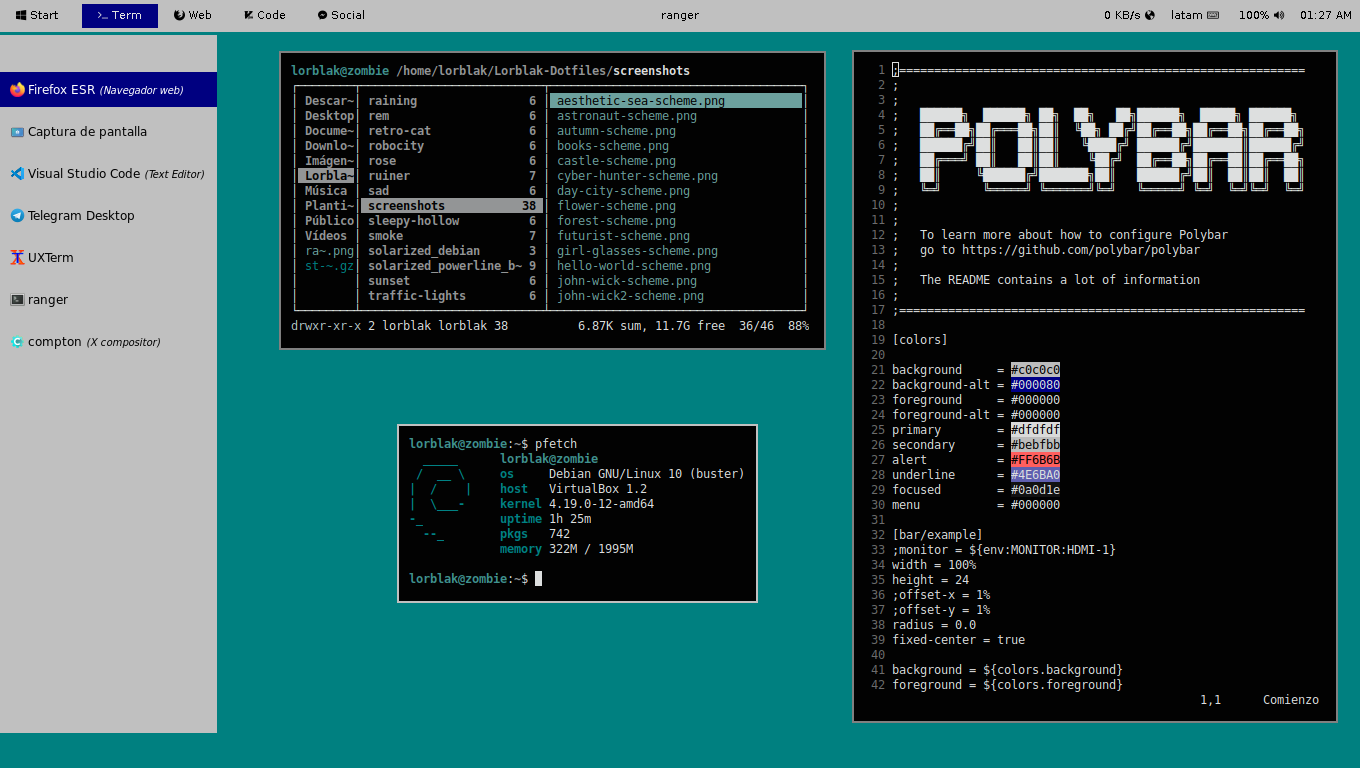 Start
Term
Web
Code
Social
ranger
0 KB/s
latam
100%
01:27 AM
Firefox ESR (Navegador web)
Captura de pantalla
Visual Studio Code (Text Editor)
Telegram Desktop
UXTerm
ranger
compton (X compositor)
lorblak@zombie /home/lorblak/Lorblak-Dotfiles/screenshots
Descar~ raining 6 aesthetic-sea-scheme.png
Desktop rem 6 astronaut-scheme.png
Docume~ retro-cat 6 autumn-scheme.png
Downlo~ robocity 6 books-scheme.png
Imágen~ rose 6 castle-scheme.png
Lorbla~ ruiner 7 cyber-hunter-scheme.png
Música sad 6 day-city-scheme.png
Planti~ screenshots 38 flower-scheme.png
Público sleepy-hollow 6 forest-scheme.png
Vídeos smoke 7 futurist-scheme.png
ra~.png solarized_debian 3 girl-glasses-scheme.png
st-~.gz solarized_powerline_b~ 9 hello-world-scheme.png
sunset 6 john-wick-scheme.png
traffic-lights 6 john-wick2-scheme.png
drwxr-xr-x 2 lorblak lorblak 38 6.87K sum, 11.7G free 36/46 88%
lorblak@zombie:~$ pfetch
lorblak@zombie
os Debian GNU/Linux 10 (buster)
host VirtualBox 1.2
kernel 4.19.0-12-amd64
uptime 1h 25m
pkgs 742
memory 322M / 1995M
lorblak@zombie:~$
1 ;==========================================================
2 ;
3 ;
4 ;
5 ;
6 ;
7 ;
8 ;
9 ;
POLYBAR
10 ;
11 ;
12 ; To learn more about how to configure Polybar
13 ; go to https://github.com/polybar/polybar
14 ;
15 ; The README contains a lot of information
16 ;
17 ;==========================================================
18
19 [colors]
20
21 background = #c0c0c0
22 background-alt = #000080
23 foreground = #000000
24 foreground-alt = #000000
25 primary = #dfdfdf
26 secondary = #bebfbb
27 alert = #FF6B6B
28 underline = #4E6BA0
29 focused = #0a0d1e
30 menu = #000000
31
32 [bar/example]
33 ;monitor = ${env:MONITOR:HDMI-1}
34 width = 100%
35 height = 24
36 ;offset-x = 1%
37 ;offset-y = 1%
38 radius = 0.0
39 fixed-center = true
40
41 background = ${colors.background}
42 foreground = ${colors.foreground}
1,1 Comienzo